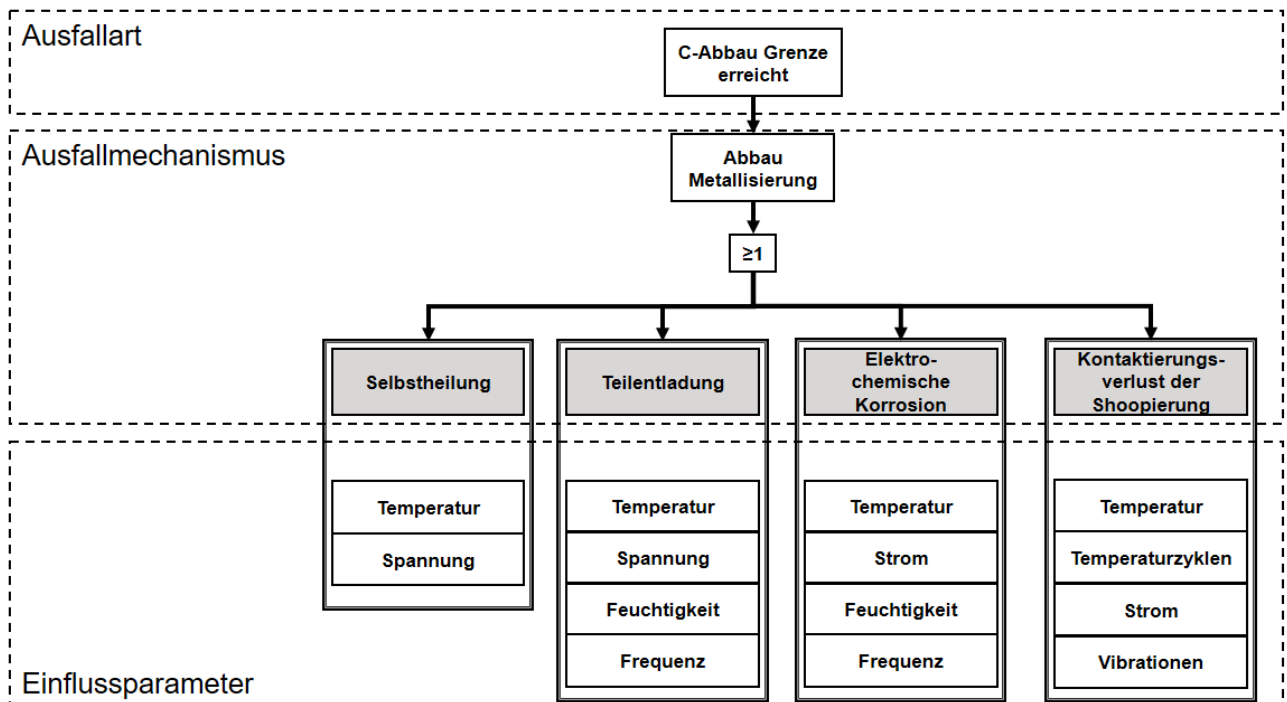 Ausfallart
C-Abbau Grenze
erreicht
Ausfallmechanismus
Abbau
Metallisierung
≥1
Selbstheilung
Teilentladung
Elektro-
chemische
Korrosion
Kontaktierungs-
verlust der
Shoopierung
Temperatur
Spannung
Temperatur
Spannung
Feuchtigkeit
Frequenz
Temperatur
Strom
Feuchtigkeit
Frequenz
Temperatur
Temperaturzyklen
Strom
Vibrationen
Einflussparameter